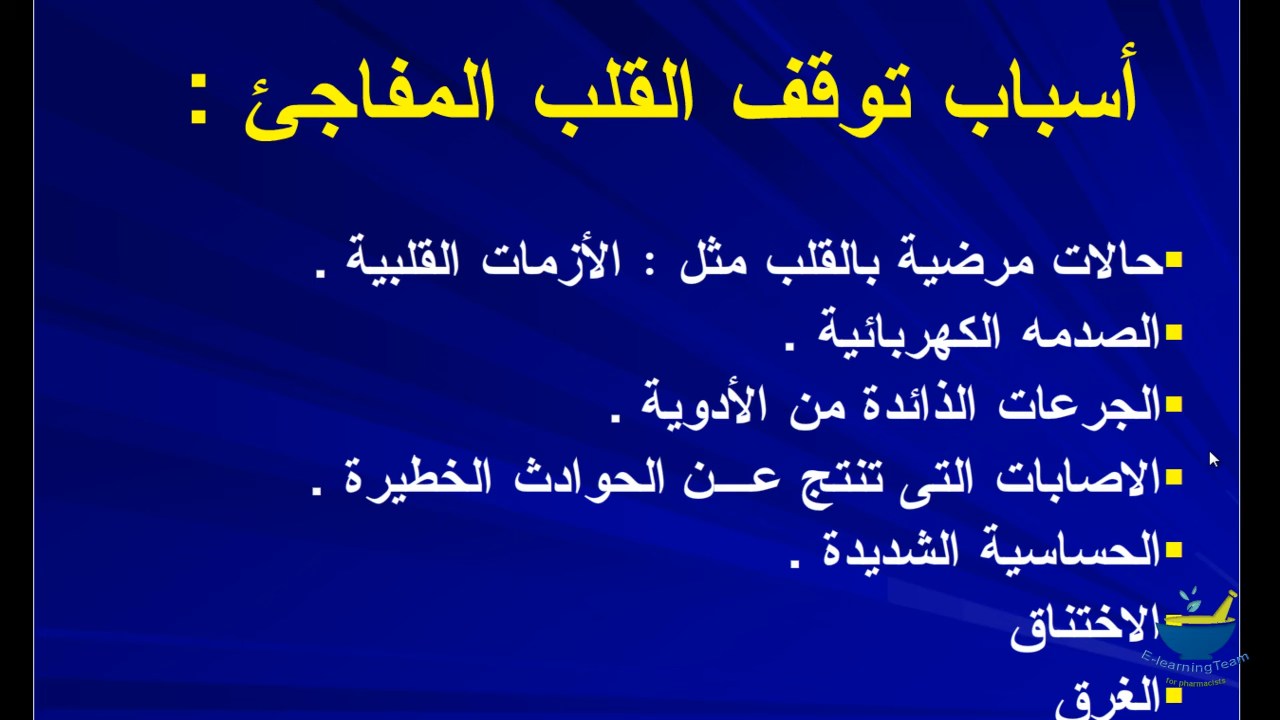 أسباب توقف القلب المفاجئ :
▪حالات مرضية بالقلب مثل : الأزمات القلبية .
▪الصدمه الكهربائية .
▪الجرعات الذائدة من الأدوية .
▪الاصابات التى تنتج عــن الحوادث الخطيرة .
▪الحساسية الشديدة .
▪الاختناق
▪الغرق
E-learningTeam
for pharmacists